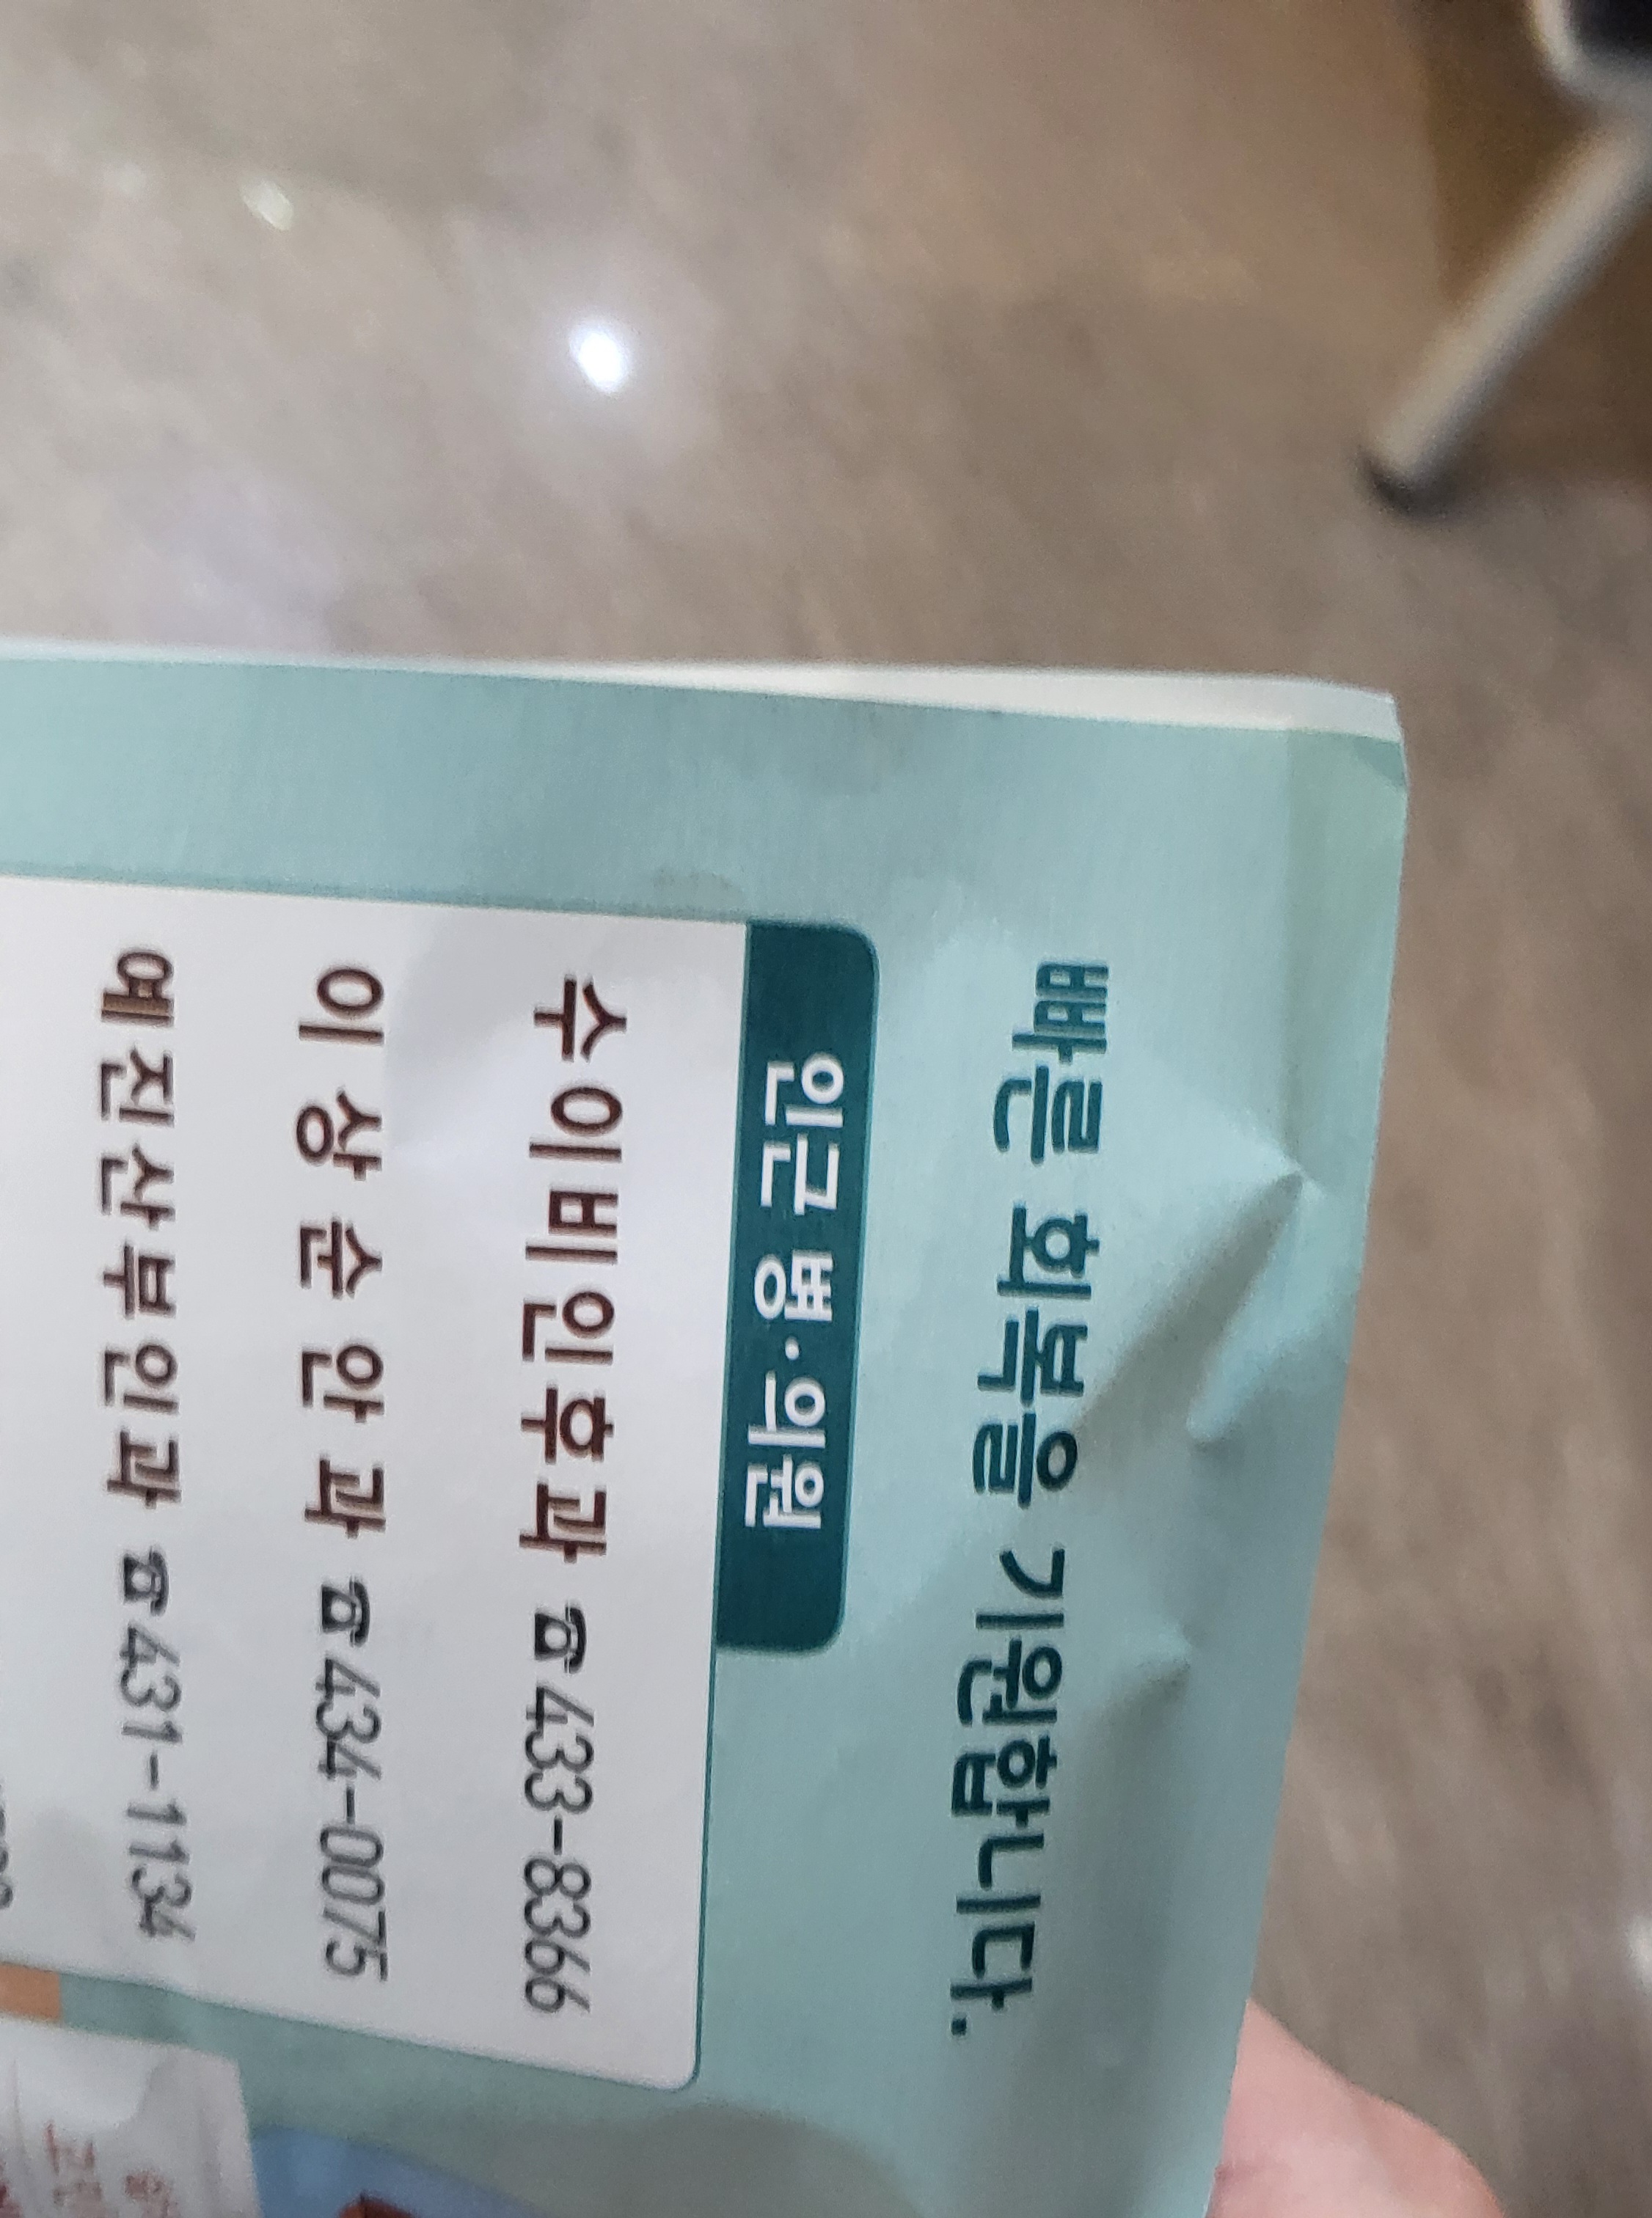 빠른 회복을 기원합니다.
인근 병·의원
수이비인후과 ☎433-8366
이상순안과 ☎434-0075
예진산부인과 ☎431-1134